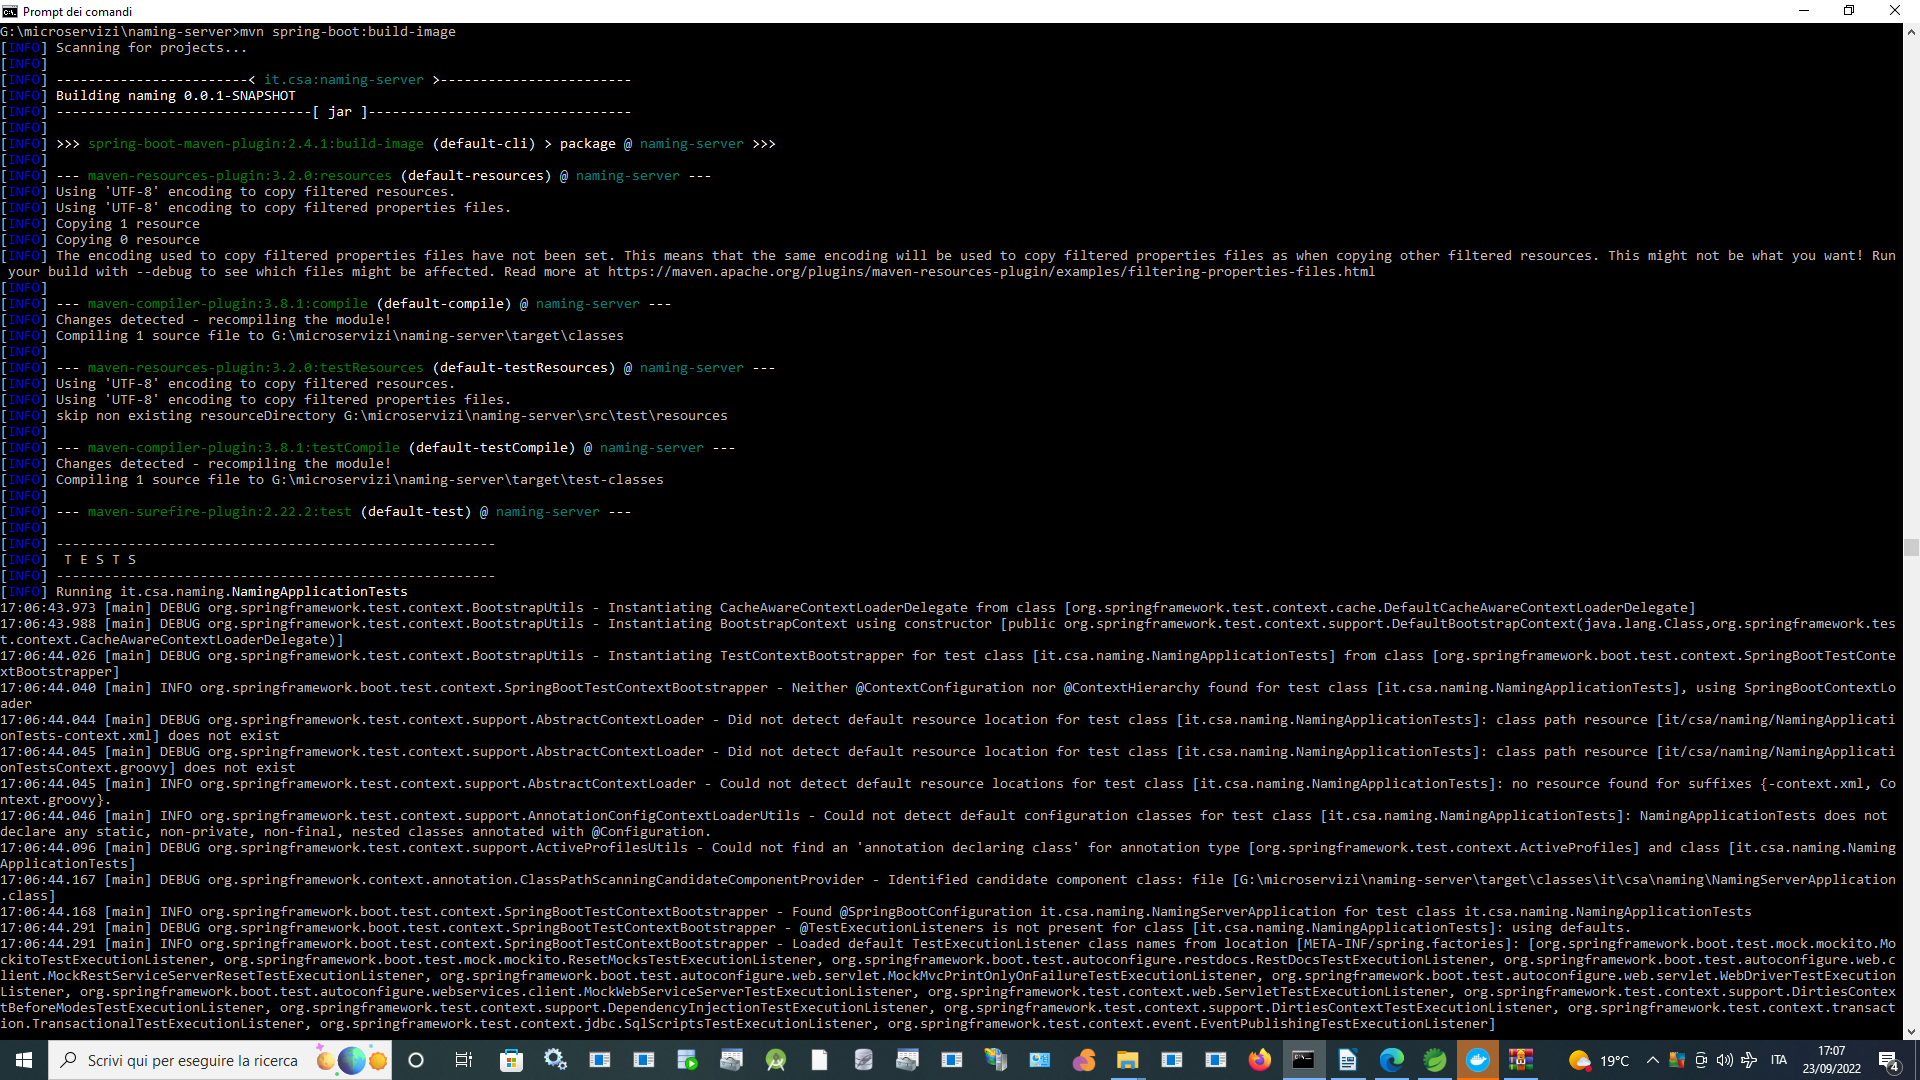 Prompt dei comandi
G:\microservizi\naming-server>mvn spring-boot:build-image
[INFO] Scanning for projects...
[INFO]
[INFO] ------------------------< it.csa:naming-server >------------------------
[INFO] Building naming 0.0.1-SNAPSHOT
[INFO] --------------------------------[ jar ]---------------------------------
[INFO]
[INFO] >>> spring-boot-maven-plugin:2.4.1:build-image (default-cli) > package @ naming-server >>>
[INFO]
[INFO] --- maven-resources-plugin:3.2.0:resources (default-resources) @ naming-server ---
[INFO] Using 'UTF-8' encoding to copy filtered resources.
[INFO] Using 'UTF-8' encoding to copy filtered properties files.
[INFO] Copying 1 resource
[INFO] Copying 0 resource
[INFO] The encoding used to copy filtered properties files have not been set. This means that the same encoding will be used to copy filtered properties files as when copying other filtered resources. This might not be what you want! Run
 your build with --debug to see which files might be affected. Read more at https://maven.apache.org/plugins/maven-resources-plugin/examples/filtering-properties-files.html
[INFO]
[INFO] --- maven-compiler-plugin:3.8.1:compile (default-compile) @ naming-server ---
[INFO] Changes detected - recompiling the module!
[INFO] Compiling 1 source file to G:\microservizi\naming-server\target\classes
[INFO]
[INFO] --- maven-resources-plugin:3.2.0:testResources (default-testResources) @ naming-server ---
[INFO] Using 'UTF-8' encoding to copy filtered resources.
[INFO] Using 'UTF-8' encoding to copy filtered properties files.
[INFO] skip non existing resourceDirectory G:\microservizi\naming-server\src\test\resources
[INFO]
[INFO] --- maven-compiler-plugin:3.8.1:testCompile (default-testCompile) @ naming-server ---
[INFO] Changes detected - recompiling the module!
[INFO] Compiling 1 source file to G:\microservizi\naming-server\target\test-classes
[INFO]
[INFO] --- maven-surefire-plugin:2.22.2:test (default-test) @ naming-server ---
[INFO]
[INFO] -------------------------------------------------------
[INFO]  T E S T S
[INFO] -------------------------------------------------------
[INFO] Running it.csa.naming.NamingApplicationTests
17:06:43.973 [main] DEBUG org.springframework.test.context.BootstrapUtils - Instantiating CacheAwareContextLoaderDelegate from class [org.springframework.test.context.cache.DefaultCacheAwareContextLoaderDelegate]
17:06:43.988 [main] DEBUG org.springframework.test.context.BootstrapUtils - Instantiating BootstrapContext using constructor [public org.springframework.test.context.support.DefaultBootstrapContext(java.lang.Class,org.springframework.tes
t.context.CacheAwareContextLoaderDelegate)]
17:06:44.026 [main] DEBUG org.springframework.test.context.BootstrapUtils - Instantiating TestContextBootstrapper for test class [it.csa.naming.NamingApplicationTests] from class [org.springframework.boot.test.context.SpringBootTestConte
xtBootstrapper]
17:06:44.040 [main] INFO org.springframework.boot.test.context.SpringBootTestContextBootstrapper - Neither @ContextConfiguration nor @ContextHierarchy found for test class [it.csa.naming.NamingApplicationTests], using SpringBootContextLo
ader
17:06:44.044 [main] DEBUG org.springframework.test.context.support.AbstractContextLoader - Did not detect default resource location for test class [it.csa.naming.NamingApplicationTests]: class path resource [it/csa/naming/NamingApplicati
onTests-context.xml] does not exist
17:06:44.045 [main] DEBUG org.springframework.test.context.support.AbstractContextLoader - Did not detect default resource location for test class [it.csa.naming.NamingApplicationTests]: class path resource [it/csa/naming/NamingApplicati
onTestsContext.groovy] does not exist
17:06:44.045 [main] INFO org.springframework.test.context.support.AbstractContextLoader - Could not detect default resource locations for test class [it.csa.naming.NamingApplicationTests]: no resource found for suffixes {-context.xml, Co
ntext.groovy}.
17:06:44.046 [main] INFO org.springframework.test.context.support.AnnotationConfigContextLoaderUtils - Could not detect default configuration classes for test class [it.csa.naming.NamingApplicationTests]: NamingApplicationTests does not
declare any static, non-private, non-final, nested classes annotated with @Configuration.
17:06:44.096 [main] DEBUG org.springframework.test.context.support.ActiveProfilesUtils - Could not find an 'annotation declaring class' for annotation type [org.springframework.test.context.ActiveProfiles] and class [it.csa.naming.Naming
ApplicationTests]
17:06:44.167 [main] DEBUG org.springframework.context.annotation.ClassPathScanningCandidateComponentProvider - Identified candidate component class: file [G:\microservizi\naming-server\target\classes\it\csa\naming\NamingServerApplication
.class]
17:06:44.168 [main] INFO org.springframework.boot.test.context.SpringBootTestContextBootstrapper - Found @SpringBootConfiguration it.csa.naming.NamingServerApplication for test class it.csa.naming.NamingApplicationTests
17:06:44.291 [main] DEBUG org.springframework.boot.test.context.SpringBootTestContextBootstrapper - @TestExecutionListeners is not present for class [it.csa.naming.NamingApplicationTests]: using defaults.
17:06:44.291 [main] INFO org.springframework.boot.test.context.SpringBootTestContextBootstrapper - Loaded default TestExecutionListener class names from location [META-INF/spring.factories]: [org.springframework.boot.test.mock.mockito.Mo
ckitoTestExecutionListener, org.springframework.boot.test.mock.mockito.ResetMocksTestExecutionListener, org.springframework.boot.test.autoconfigure.restdocs.RestDocsTestExecutionListener, org.springframework.boot.test.autoconfigure.web.c
lient.MockRestServiceServerResetTestExecutionListener, org.springframework.boot.test.autoconfigure.web.servlet.MockMvcPrintOnlyOnFailureTestExecutionListener, org.springframework.boot.test.autoconfigure.web.servlet.WebDriverTestExecution
Listener, org.springframework.boot.test.autoconfigure.webservices.client.MockWebServiceServerTestExecutionListener, org.springframework.test.context.web.ServletTestExecutionListener, org.springframework.test.context.support.DirtiesContex
tBeforeModesTestExecutionListener, org.springframework.test.context.support.DependencyInjectionTestExecutionListener, org.springframework.test.context.support.DirtiesContextTestExecutionListener, org.springframework.test.context.transact
ion.TransactionalTestExecutionListener, org.springframework.test.context.jdbc.SqlScriptsTestExecutionListener, org.springframework.test.context.event.EventPublishingTestExecutionListener]
Scrivi qui per eseguire la ricerca
19°C
ITA
17:07
23/09/2022
4